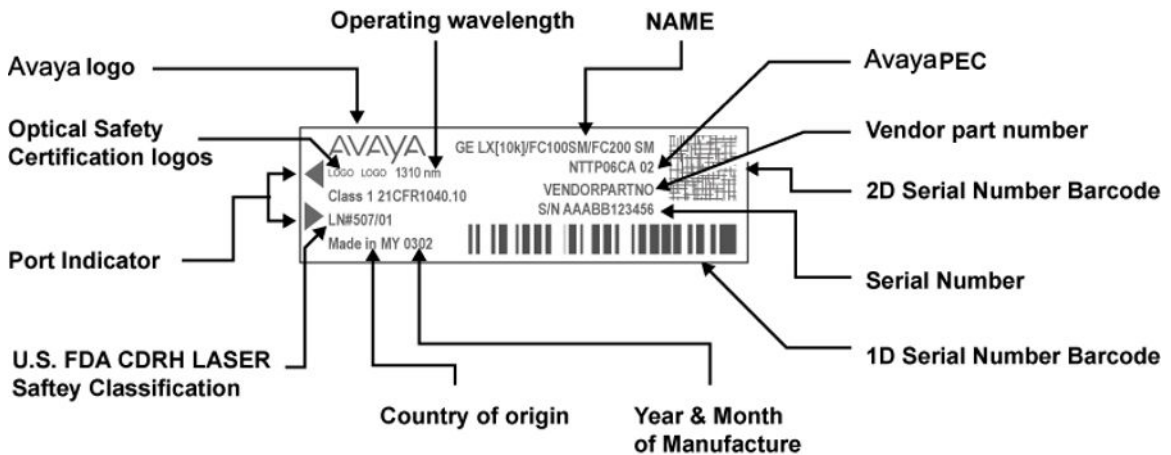 Operating wavelength
NAME
Avaya logo
Avaya PEC
Optical Safety
Certification logos
Vendor part number
2D Serial Number Barcode
Port Indicator
Serial Number
U.S. FDA CDRH LASER
Saftey Classification
1D Serial Number Barcode
Country of origin
Year & Month
of Manufacture
AVAYA
LOGO LOGO 1310 nm
Class 1 21CFR1040.10
LN#507/01
Made in MY 0302
GE LX[10k]/FC100SM/FC200 SM
NTTP06CA 02
VENDORPARTNO
S/N AAABB123456